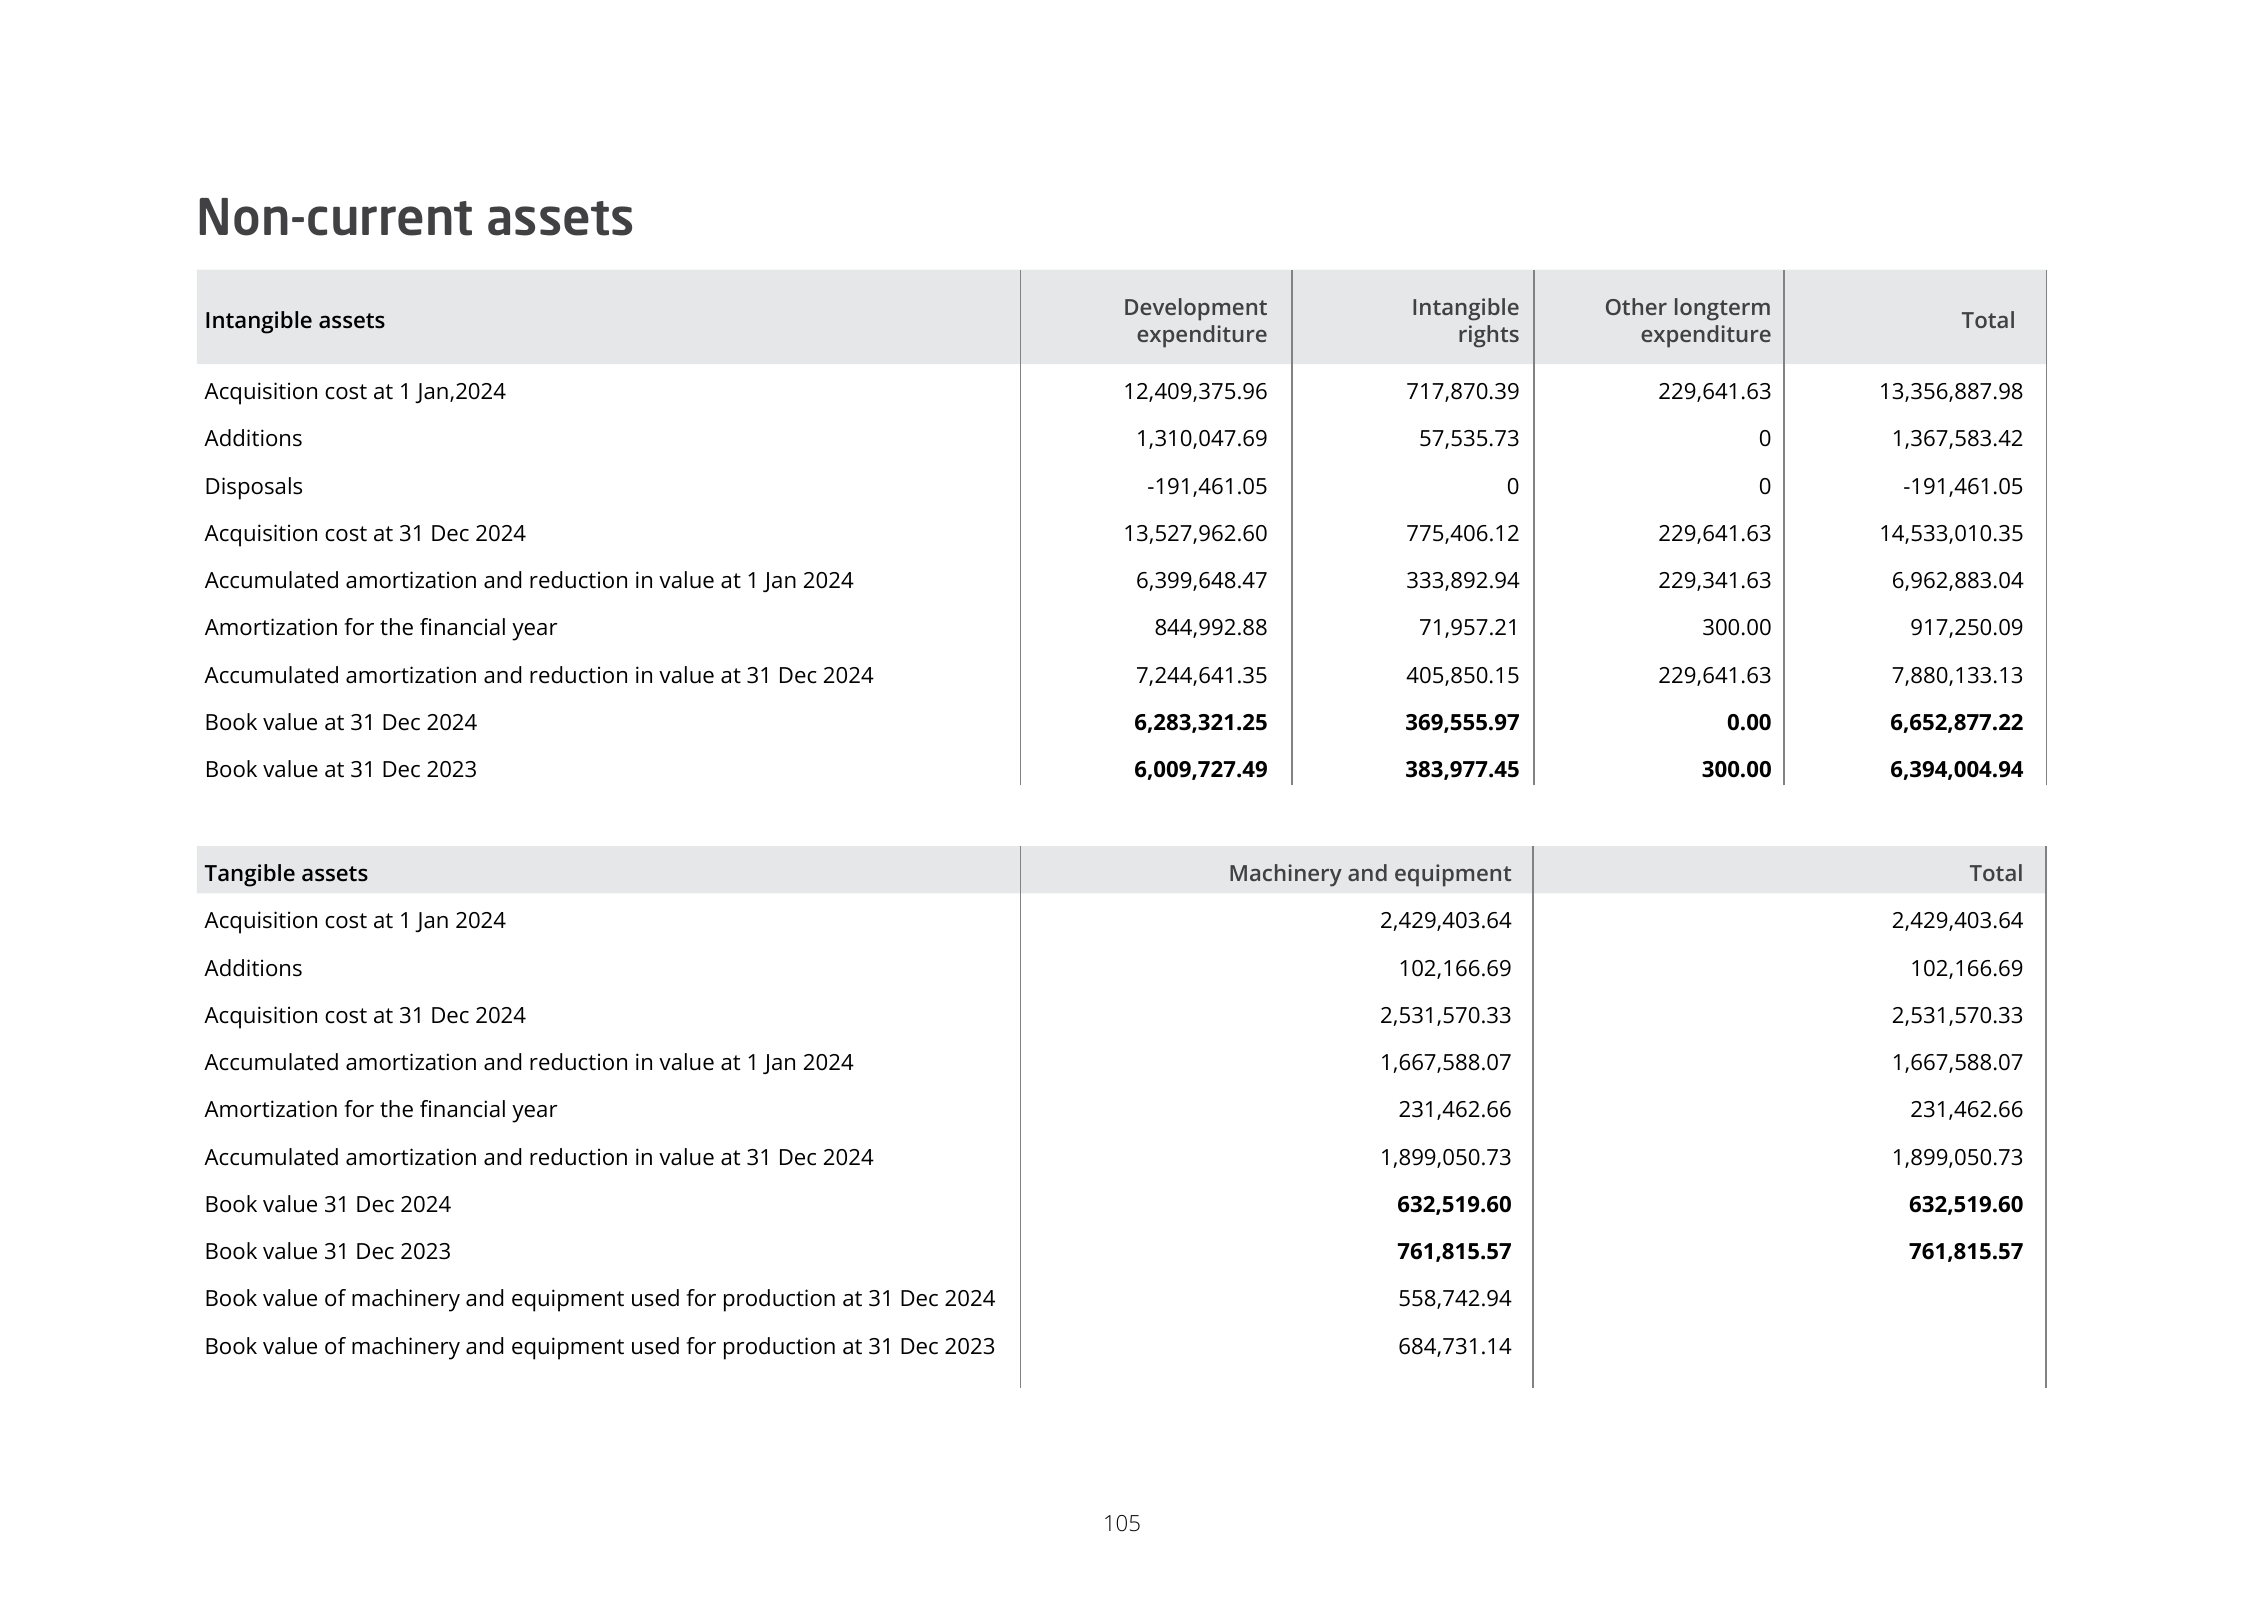 Non-current assets
Intangible assets Development expenditure Intangible rights Other longterm expenditure Total
Acquisition cost at 1 Jan,2024 12,409,375.96 717,870.39 229,641.63 13,356,887.98
Additions 1,310,047.69 57,535.73 0 1,367,583.42
Disposals -191,461.05 0 0 -191,461.05
Acquisition cost at 31 Dec 2024 13,527,962.60 775,406.12 229,641.63 14,533,010.35
Accumulated amortization and reduction in value at 1 Jan 2024 6,399,648.47 333,892.94 229,341.63 6,962,883.04
Amortization for the financial year 844,992.88 71,957.21 300.00 917,250.09
Accumulated amortization and reduction in value at 31 Dec 2024 7,244,641.35 405,850.15 229,641.63 7,880,133.13
Book value at 31 Dec 2024 6,283,321.25 369,555.97 0.00 6,652,877.22
Book value at 31 Dec 2023 6,009,727.49 383,977.45 300.00 6,394,004.94
Tangible assets Machinery and equipment Total
Acquisition cost at 1 Jan 2024 2,429,403.64 2,429,403.64
Additions 102,166.69 102,166.69
Acquisition cost at 31 Dec 2024 2,531,570.33 2,531,570.33
Accumulated amortization and reduction in value at 1 Jan 2024 1,667,588.07 1,667,588.07
Amortization for the financial year 231,462.66 231,462.66
Accumulated amortization and reduction in value at 31 Dec 2024 1,899,050.73 1,899,050.73
Book value 31 Dec 2024 632,519.60 632,519.60
Book value 31 Dec 2023 761,815.57 761,815.57
Book value of machinery and equipment used for production at 31 Dec 2024 558,742.94
Book value of machinery and equipment used for production at 31 Dec 2023 684,731.14
105